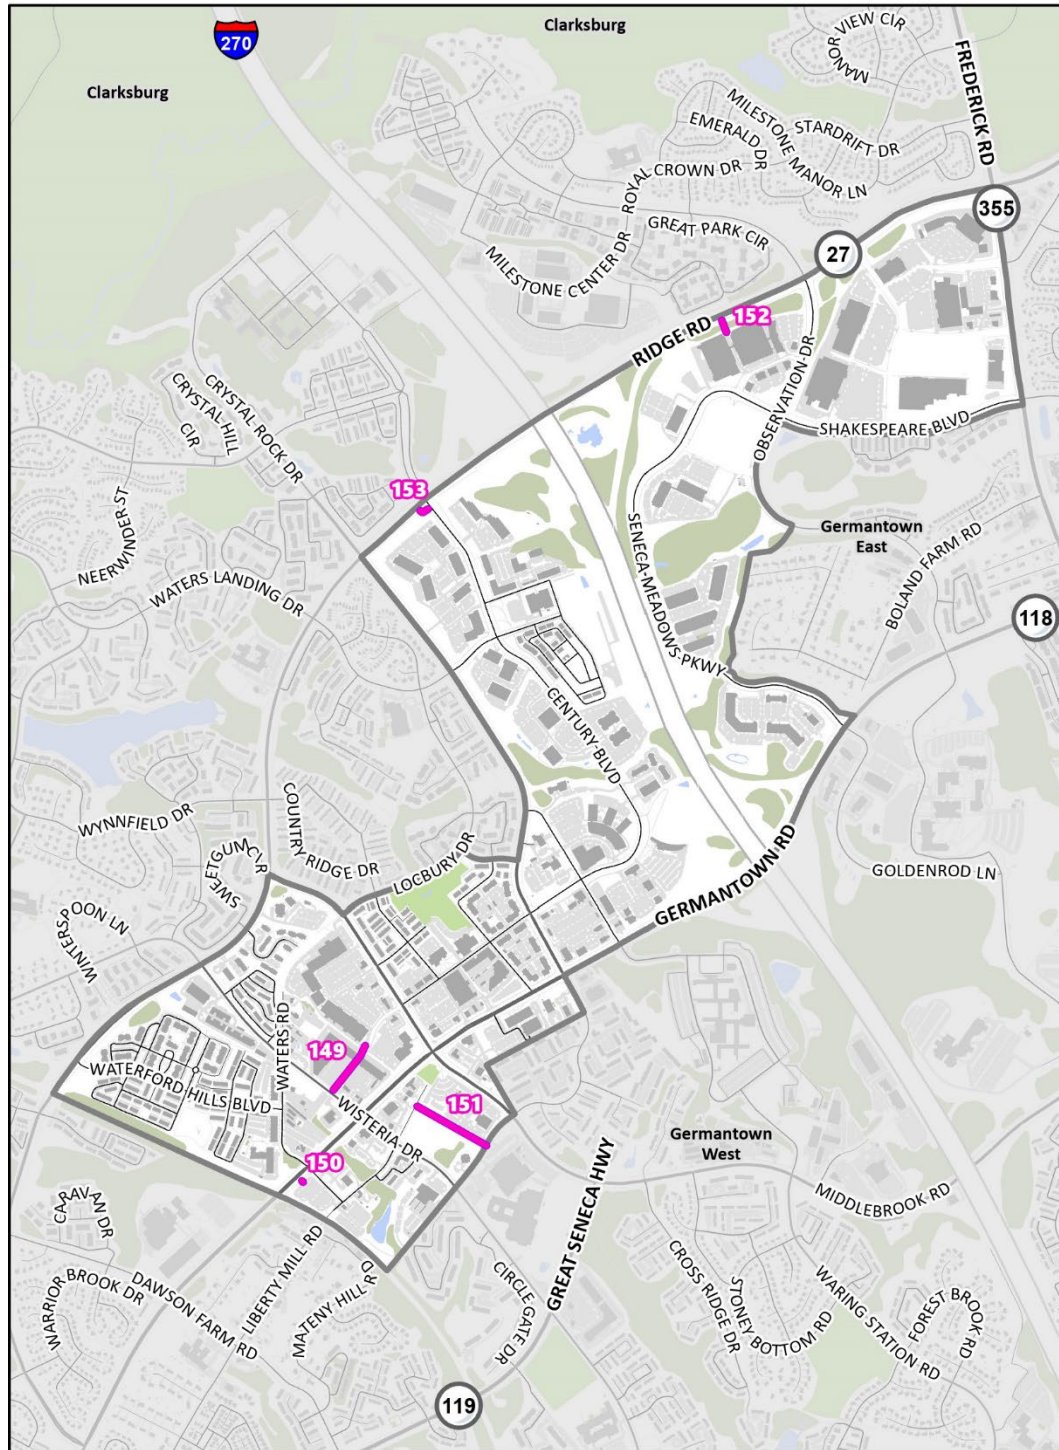 270
Clarksburg
Clarksburg
MANOR VIEW CIR
FREDERICK RD
MILESTONE MANOR LN
EMERALD DR
STARDRIFT DR
ROYAL CROWN DR
GREAT PARK CIR
MILESTONE CENTER DR
355
27
RIDGE RD
152
OBSERVATION DR
SHAKESPEARE BLVD
CRYSTAL ROCK DR
CRYSTAL HILL CIR
153
NEERWINDER ST
WATERS LANDING DR
SENECA MEADOWS PKWY
Germantown
East
BOLAND FARM RD
118
CENTURY BLVD
WYNNFIELD DR
COUNTRY RIDGE DR
SWEETGUM CIR
LOCBURY DR
GOLDENROD LN
GERMANTOWN RD
WINTERSPOON LN
WATERS RD
149
WATERFORD HILLS BLVD
WISTERIA DR
151
150
Germantown
West
GREAT SENECA HWY
MIDDLEBROOK RD
CARAVAN DR
WARRIOR BROOK DR
DAWSON FARM RD
LIBERTY MILL RD
MATENY HILL RD
CIRCLE GATE DR
CROSS RIDGE DR
STONEY BOTTOM RD
WARING STATION RD
FOREST BROOK RD
119